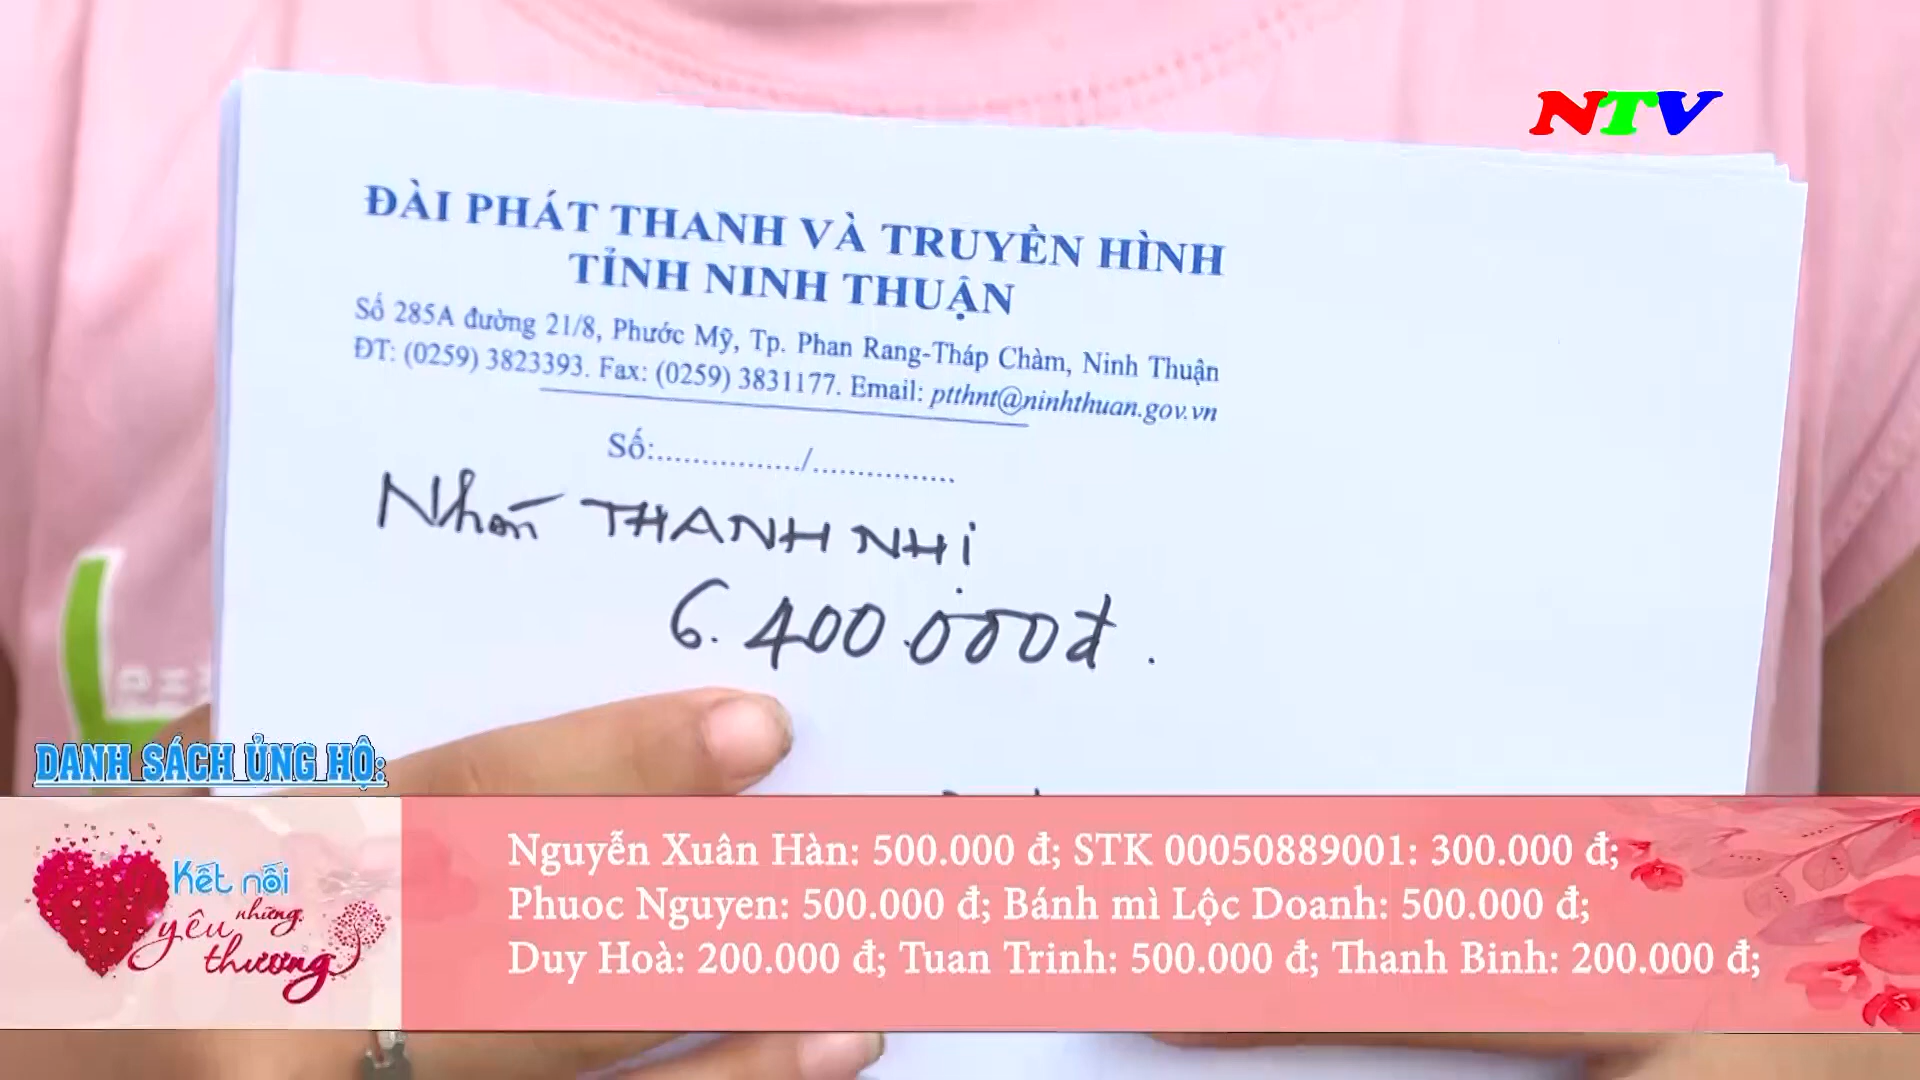 NTV
ĐÀI PHÁT THANH VÀ TRUYỀN HÌNH
TỈNH NINH THUẬN
Số 285A đường 21/8, Phước Mỹ, Tp. Phan Rang-Tháp Chàm, Ninh Thuận
ĐT: (0259) 3823393. Fax: (0259) 3831177. Email: ptthnt@ninhthuan.gov.vn
Số:................/................
Nhóm THANH NHỊ
6.400.000đ.
DANH SÁCH ỦNG HỘ:
Kết nối
những
yêu
thương
Nguyễn Xuân Hàn: 500.000 đ; STK 00050889001: 300.000 đ;
Phuoc Nguyen: 500.000 đ; Bánh mì Lộc Doanh: 500.000 đ;
Duy Hoà: 200.000 đ; Tuan Trinh: 500.000 đ; Thanh Binh: 200.000 đ;